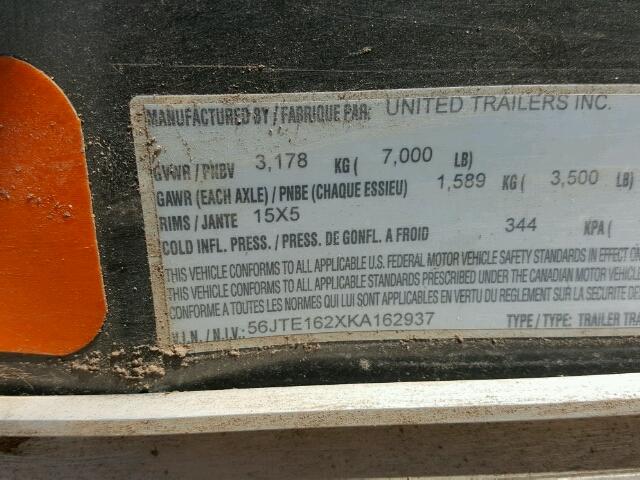 MANUFACTURED BY / FABRIQUE PAR: UNITED TRAILERS INC.
GVWR / PNBV 3,178 KG ( 7,000 LB)
GAWR (EACH AXLE) / PNBE (CHAQUE ESSIEU) 1,589 KG ( 3,500 LB)
RIMS / JANTE 15X5
COLD INFL. PRESS. / PRESS. DE GONFL. A FROID 344 KPA (
THIS VEHICLE CONFORMS TO ALL APPLICABLE U.S. FEDERAL MOTOR VEHICLE SAFETY STANDARDS IN EFFECT ON
THIS VEHICLE CONFORMS TO ALL APPLICABLE STANDARDS PRESCRIBED UNDER THE CANADIAN MOTOR VEHICLE
CONFORME A TOUTES LES NORMES QUI LUI SONT APPLICABLES EN VERTU DU REGLEMENT SUR LA SECURITE DES
V.I.N. / N.I.V.: 56JTE162XKA162937 TYPE / TYPE: TRAILER TRA